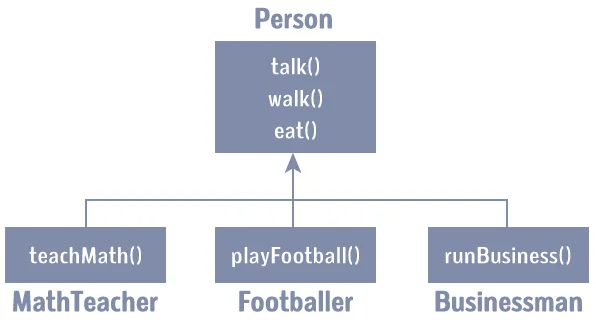 Person
talk()
walk()
eat()
teachMath()
playFootball()
runBusiness()
MathTeacher
Footballer
Businessman